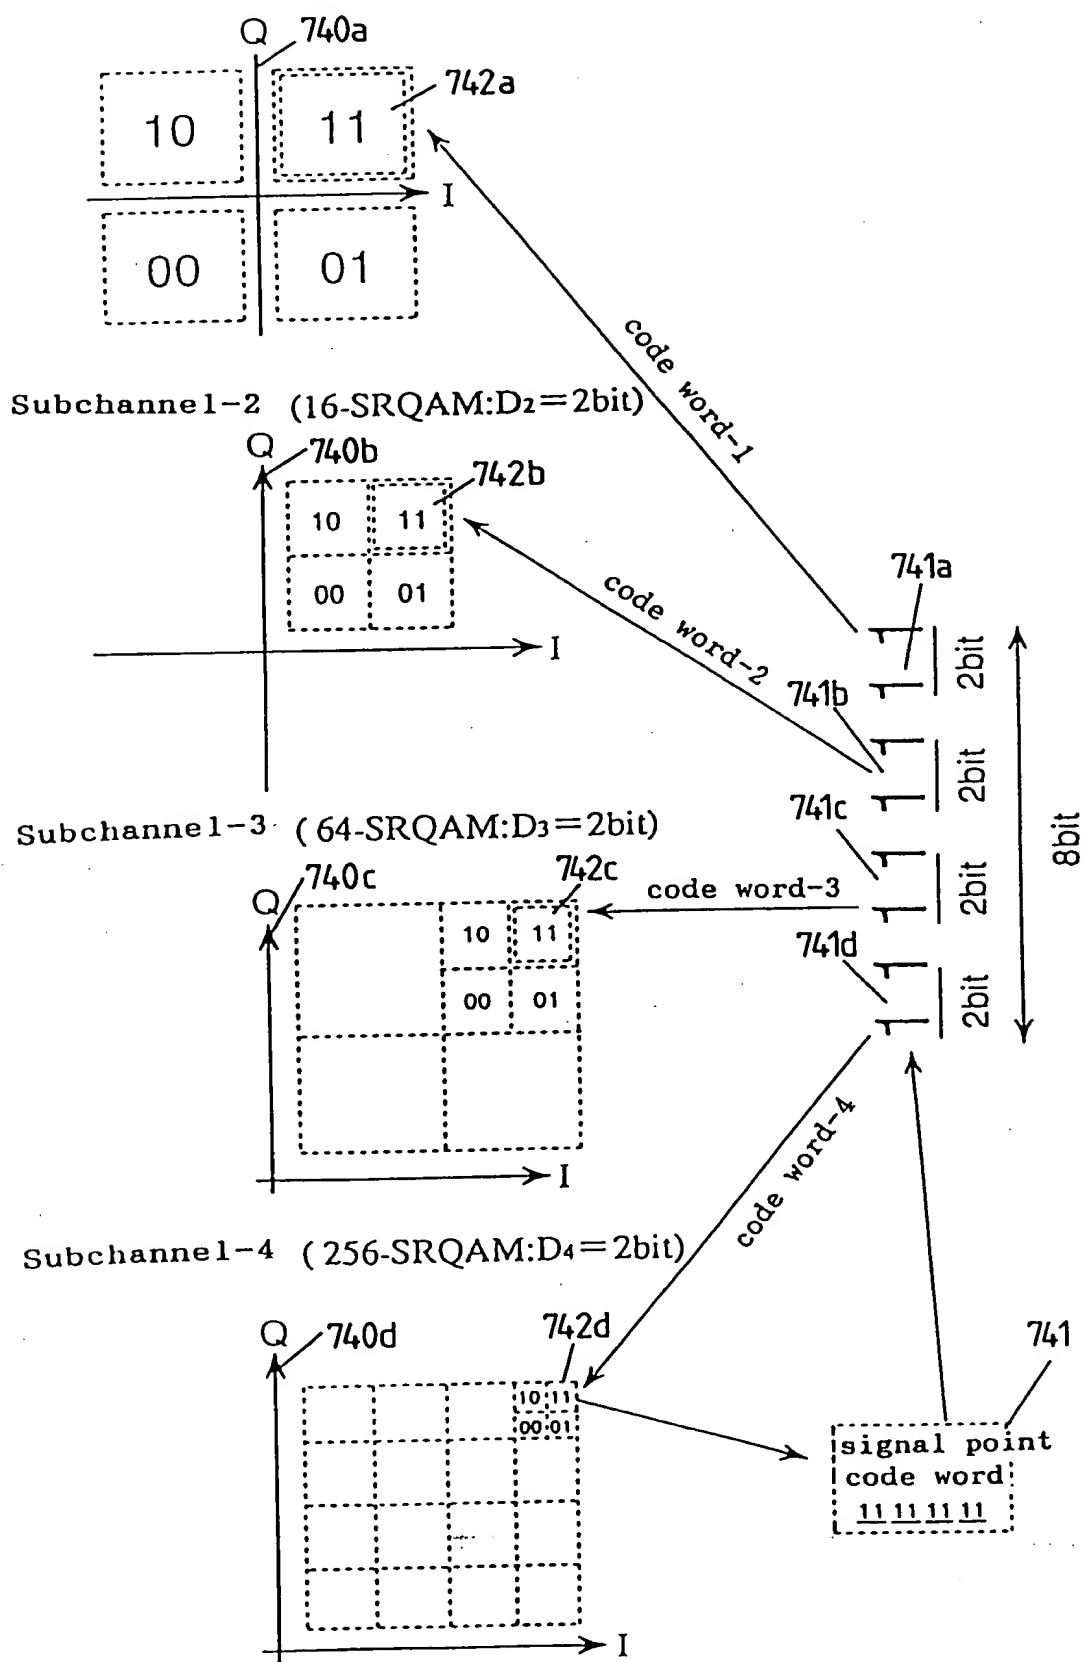 Q 740a
742a
10 11
I
00 01
code word-1
Subchannel-2 (16-SRQAM:D2=2bit)
Q 740b
742b
10 11
00 01
I
code word-2
741a
2bit
741b
2bit
741c
2bit
741d
2bit
8bit
Subchannel-3 (64-SRQAM:D3=2bit)
Q 740c
742c
10 11
00 01
I
code word-3
code word-4
Subchannel-4 (256-SRQAM:D4=2bit)
Q 740d
742d
10 11
00 01
I
741
signal point
code word
11 11 11 11